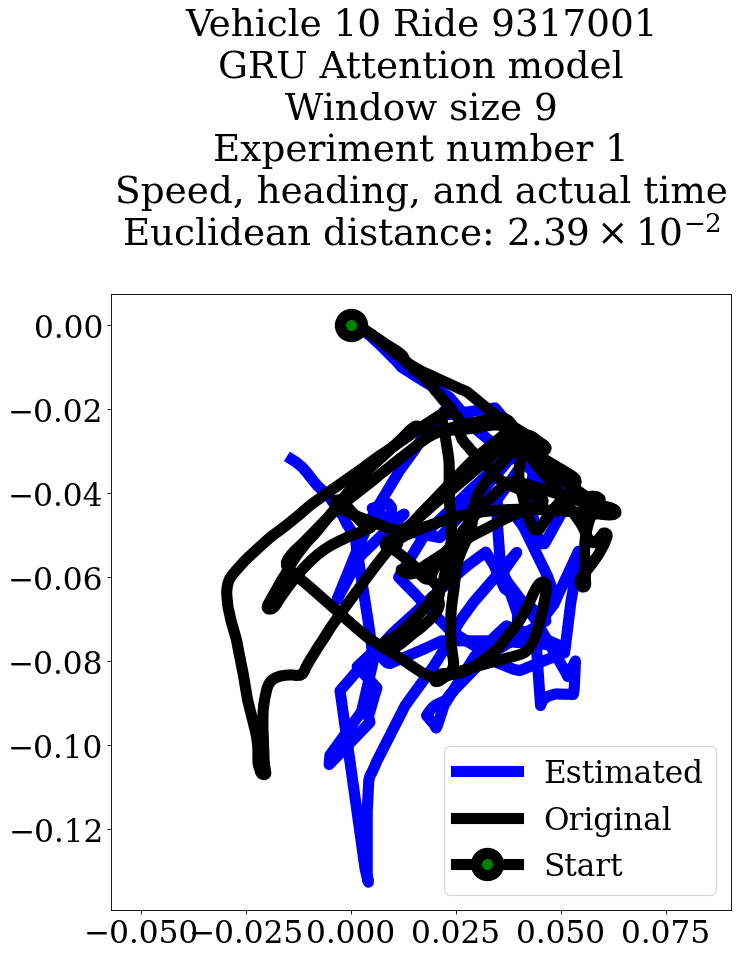 Vehicle 10 Ride 9317001
GRU Attention model
Window size 9
Experiment number 1
Speed, heading, and actual time
Euclidean distance: 2.39 × 10⁻²
0.00
−0.02
−0.04
−0.06
−0.08
−0.10
−0.12
Estimated
Original
Start
−0.050
−0.025
0.000
0.025
0.050
0.075